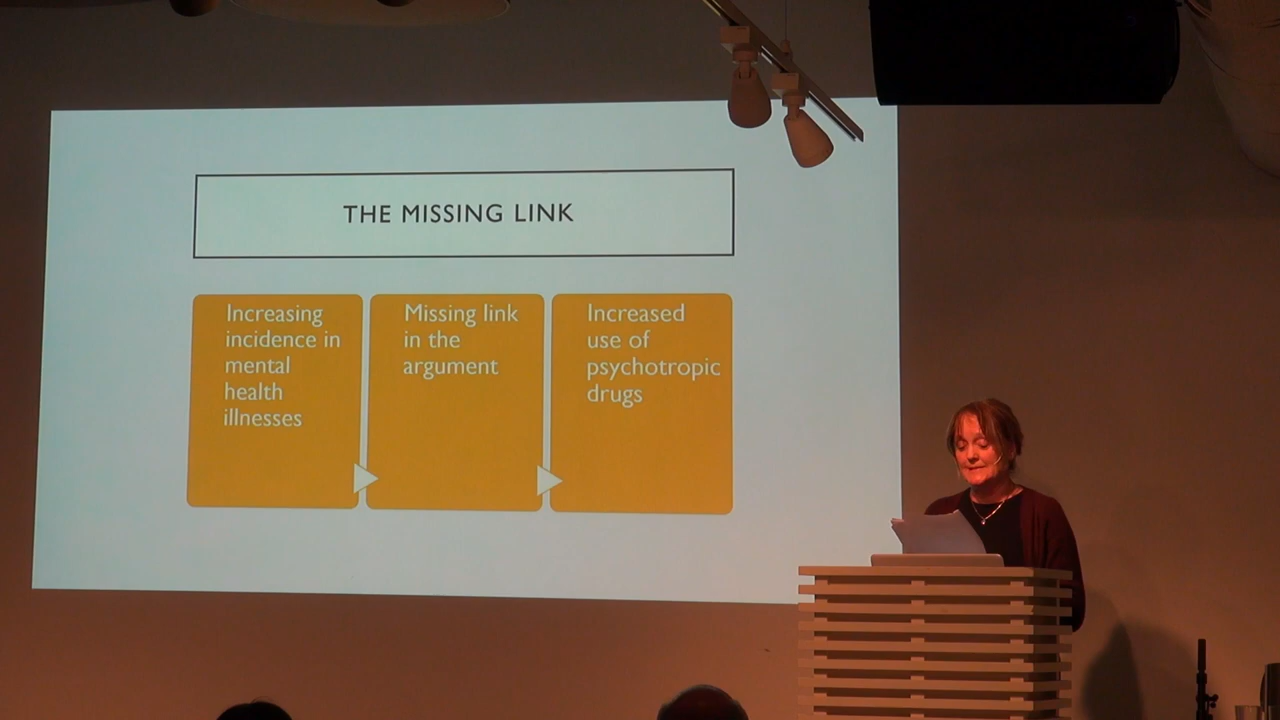 THE MISSING LINK
Increasing
incidence in
mental
health
illnesses
Missing link
in the
argument
Increased
use of
psychotropic
drugs